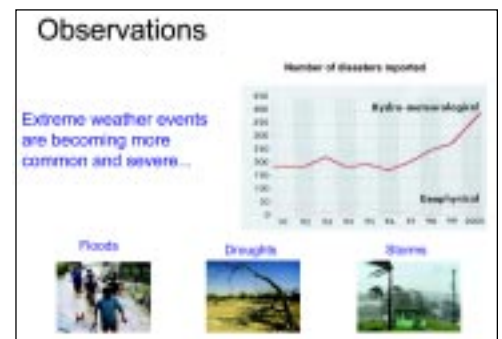 Observations
Number of disasters reported
Extreme weather events
are becoming more
common and severe...
Hydro-meteorological
Geophysical
2000
Floods
Droughts
Storms